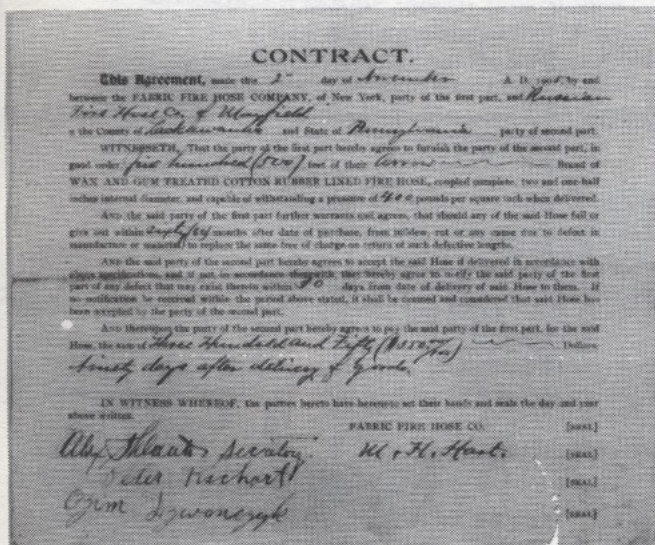 CONTRACT.
This Agreement, made this 2 day of November A. D. by and
between the FABRIC FIRE HOSE COMPANY, of New York, party of the first part, and Russian
Fire Hose Co of Mayfield
n the County of Lackawanna and State of Pennsylvania party of second part.
WITNESSETH, That the party of the first part hereby agrees to furnish the party of the second part, in
good order five hundred (500) feet of their Arrow Brand of
WAX AND GUM TREATED COTTON RUBBER LINED FIRE HOSE, coupled complete, two and one-half
inches internal diameter, and capable of withstanding a pressure of 400 pounds per square inch when delivered.
AND the said party of the first part further warrants and agrees, that should any of the said Hose fail or
give out within months after date of purchase, from mildew, rot or any cause due to defect in
manufacture or material, to replace the same free of charge on return of such defective lengths.
AND the said party of the second part hereby agrees to accept the said Hose if delivered in accordance with
specifications, and if not in accordance therewith they hereby agree to notify the said party of the first
part of any defect that may exist therein within 90 days from date of delivery of said Hose to them. If
no notification be received within the period above stated, it shall be deemed and considered that said Hose has
been accepted by the party of the second part.
AND thereupon the party of the second part hereby agrees to pay the said party of the first part, for the said
Hose, the sum of Three Hundred and Fifty Dollars
ninety days after delivery of goods.
IN WITNESS WHEREOF, the parties hereto have hereunto set their hands and seals the day and year
above written.
FABRIC FIRE HOSE CO. [SEAL]
Alex secretary M. H. Hart. [SEAL]
Peter [SEAL]
[SEAL]